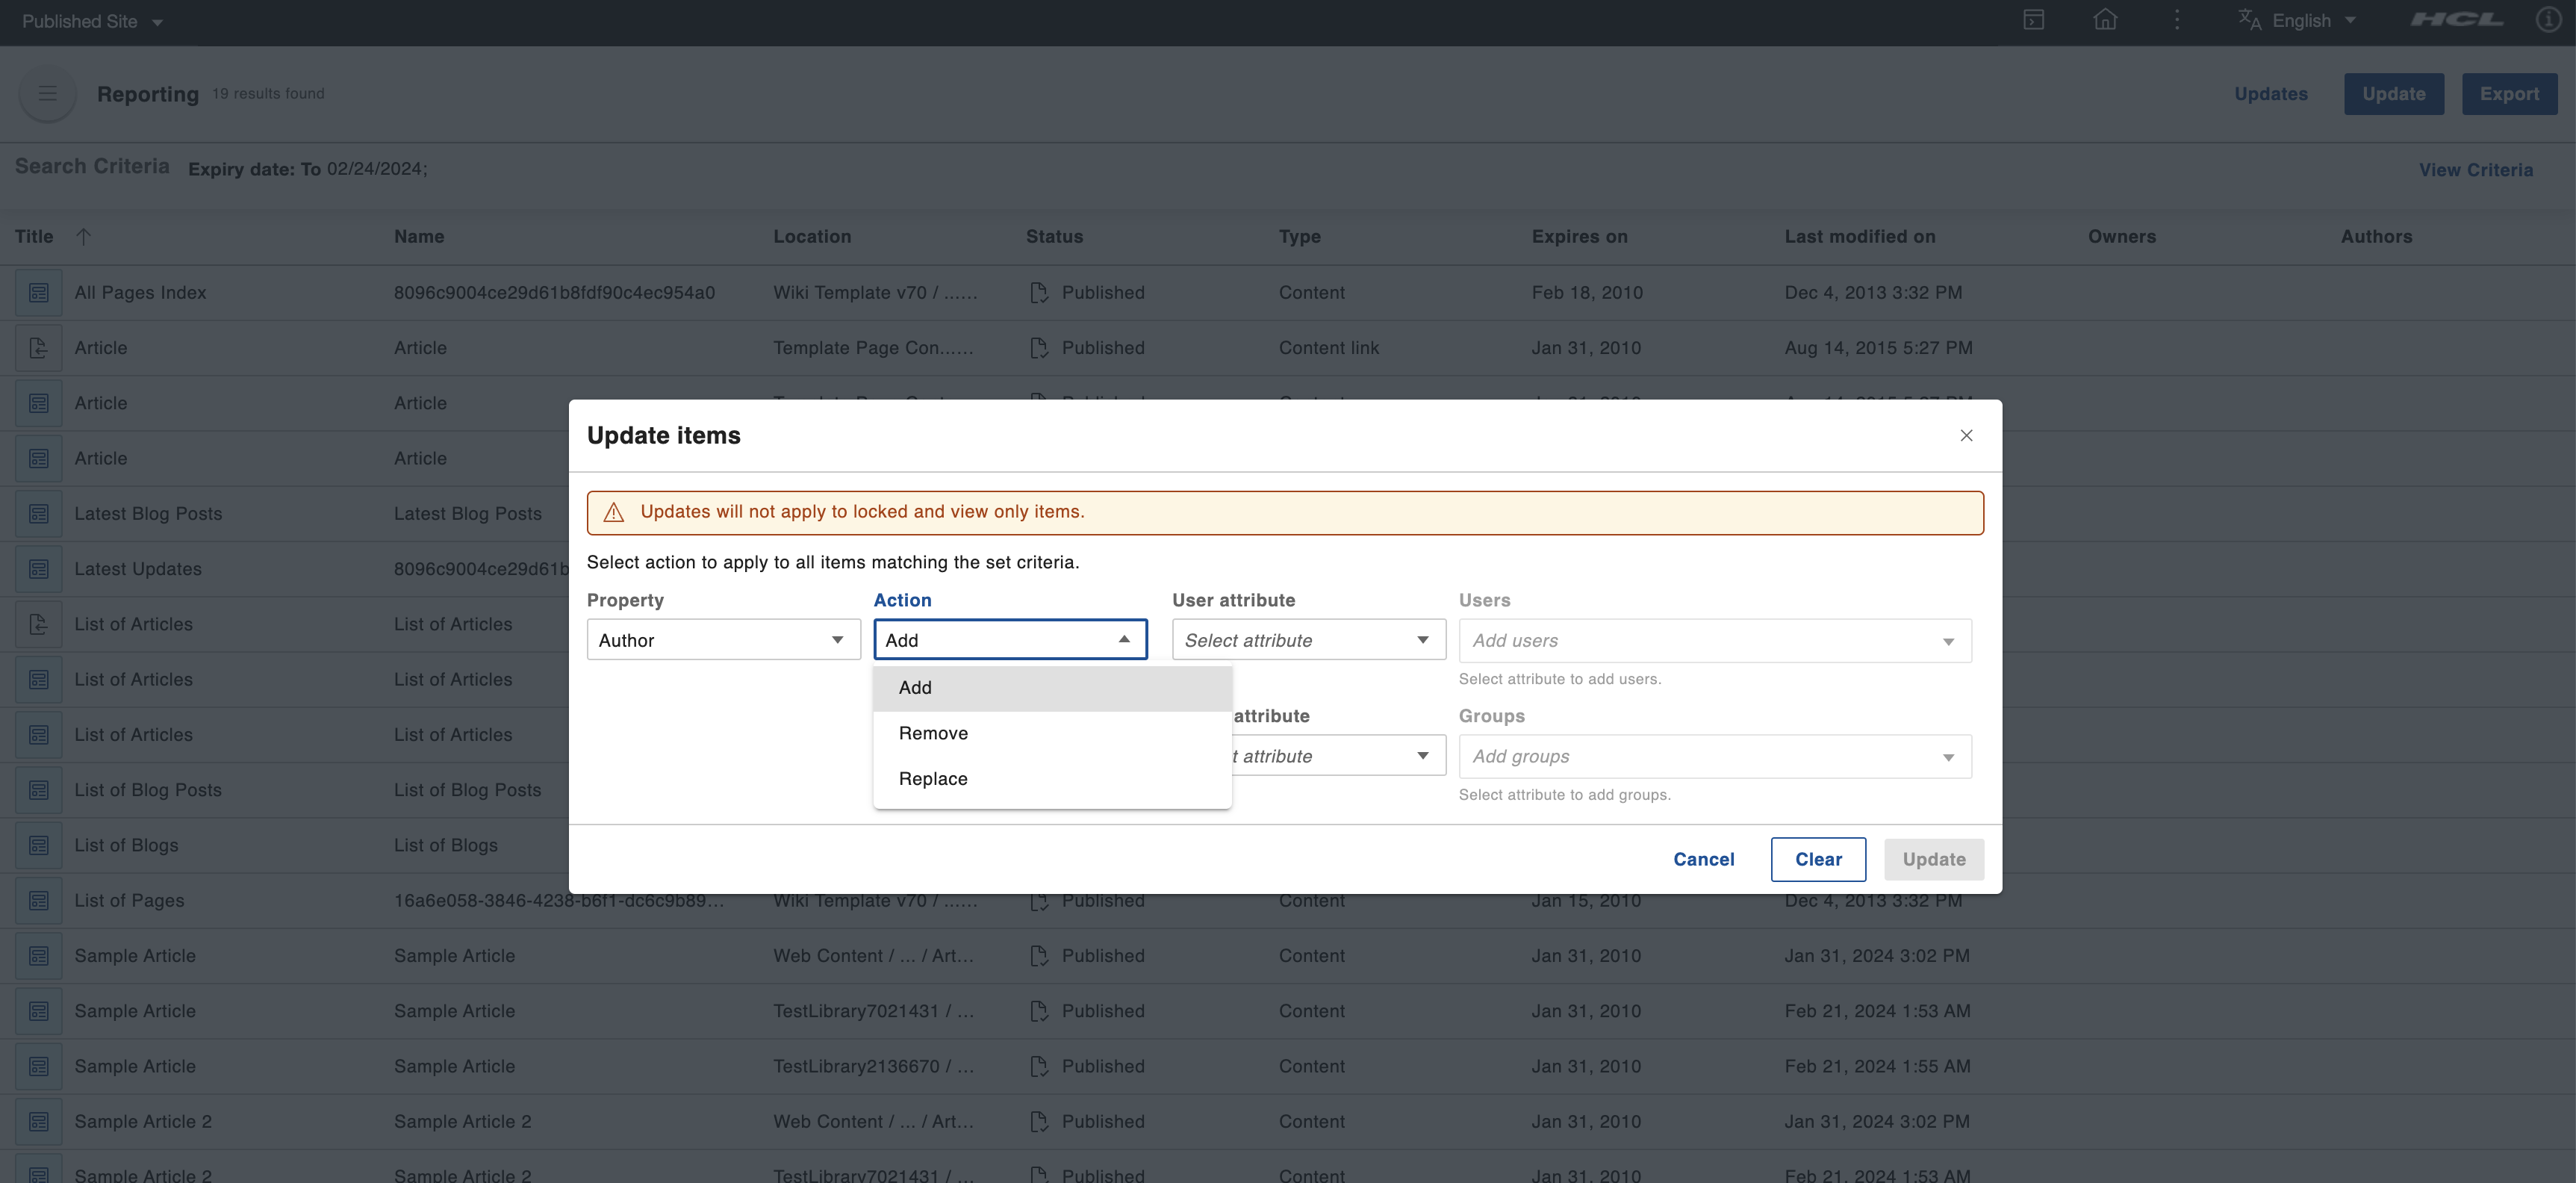 Published Site
English
HCL
Reporting 19 results found
Updates
Update
Export
Search Criteria Expiry date: To 02/24/2024;
View Criteria
Title Name Location Status Type Expires on Last modified on Owners Authors
All Pages Index 8096c9004ce29d61b8fdf90c4ec954a0 Wiki Template v70 / ...... Published Content Feb 18, 2010 Dec 4, 2013 3:32 PM
Article Article Template Page Con...... Published Content link Jan 31, 2010 Aug 14, 2015 5:27 PM
Article Article
Article Article
Latest Blog Posts Latest Blog Posts
Latest Updates 8096c9004ce29d61b
List of Articles List of Articles
List of Articles List of Articles
List of Articles List of Articles
List of Blog Posts List of Blog Posts
List of Blogs List of Blogs
List of Pages 16a6e058-3846-4238-b6f1-dc6c9b89... Wiki Template v70 / ...... Published Content Jan 15, 2010 Dec 4, 2013 3:32 PM
Sample Article Sample Article Web Content / ... / Art... Published Content Jan 31, 2010 Jan 31, 2024 3:02 PM
Sample Article Sample Article TestLibrary7021431 / ... Published Content Jan 31, 2010 Feb 21, 2024 1:53 AM
Sample Article Sample Article TestLibrary2136670 / ... Published Content Jan 31, 2010 Feb 21, 2024 1:55 AM
Sample Article 2 Sample Article 2 Web Content / ... / Art... Published Content Jan 31, 2010 Jan 31, 2024 3:02 PM
Sample Article 2 Sample Article 2 TestLibrary7021431 / ... Published Content Jan 31, 2010 Feb 21, 2024 1:53 AM
Update items
Updates will not apply to locked and view only items.
Select action to apply to all items matching the set criteria.
Property Action User attribute Users
Author Add Select attribute Add users
Select attribute to add users.
Add
Remove
Replace
attribute Groups
t attribute Add groups
Select attribute to add groups.
Cancel
Clear
Update